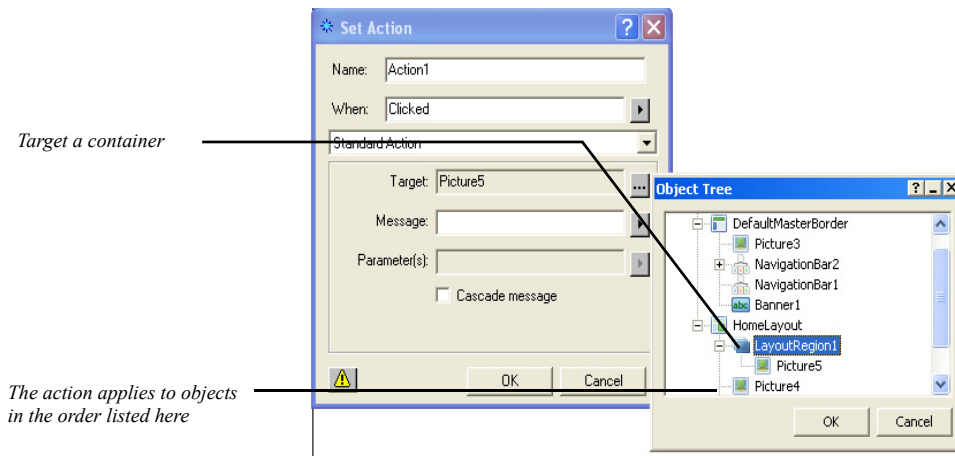 Set Action
Name: Action1
When: Clicked
Target a container
Standard Action
Target: Picture5
...
Message:
Parameter(s):
Cascade message
OK Cancel
Object Tree
DefaultMasterBorder
Picture3
NavigationBar2
NavigationBar1
abc Banner1
HomeLayout
LayoutRegion1
Picture5
Picture4
OK Cancel
The action applies to objects
in the order listed here